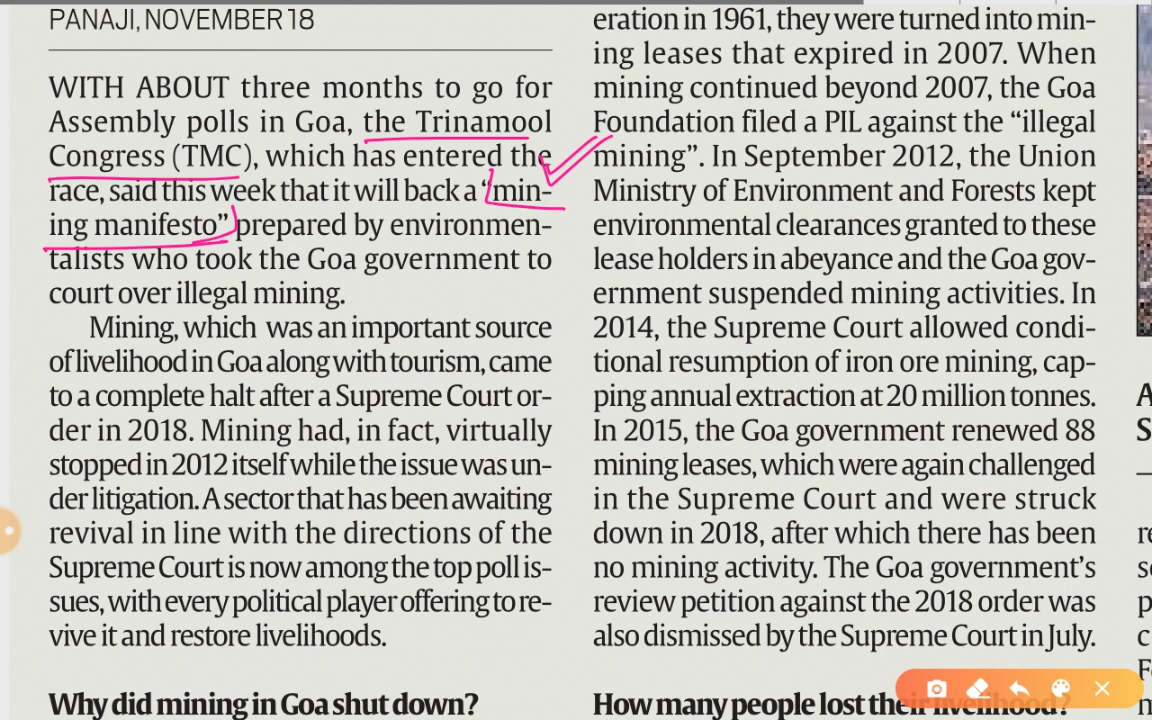 PANAJI, NOVEMBER 18
WITH ABOUT three months to go for
Assembly polls in Goa, the Trinamool
Congress (TMC), which has entered the
race, said this week that it will back a “min-
ing manifesto” prepared by environmen-
talists who took the Goa government to
court over illegal mining.
Mining, which was an important source
of livelihood in Goa along with tourism, came
to a complete halt after a Supreme Court or-
der in 2018. Mining had, in fact, virtually
stopped in 2012 itself while the issue was un-
der litigation. A sector that has been awaiting
revival in line with the directions of the
Supreme Court is now among the top poll is-
sues, with every political player offering to re-
vive it and restore livelihoods.
Why did mining in Goa shut down?
eration in 1961, they were turned into min-
ing leases that expired in 2007. When
mining continued beyond 2007, the Goa
Foundation filed a PIL against the “illegal
mining”. In September 2012, the Union
Ministry of Environment and Forests kept
environmental clearances granted to these
lease holders in abeyance and the Goa gov-
ernment suspended mining activities. In
2014, the Supreme Court allowed condi-
tional resumption of iron ore mining, cap-
ping annual extraction at 20 million tonnes.
In 2015, the Goa government renewed 88
mining leases, which were again challenged
in the Supreme Court and were struck
down in 2018, after which there has been
no mining activity. The Goa government’s
review petition against the 2018 order was
also dismissed by the Supreme Court in July.
How many people lost their livelihood?